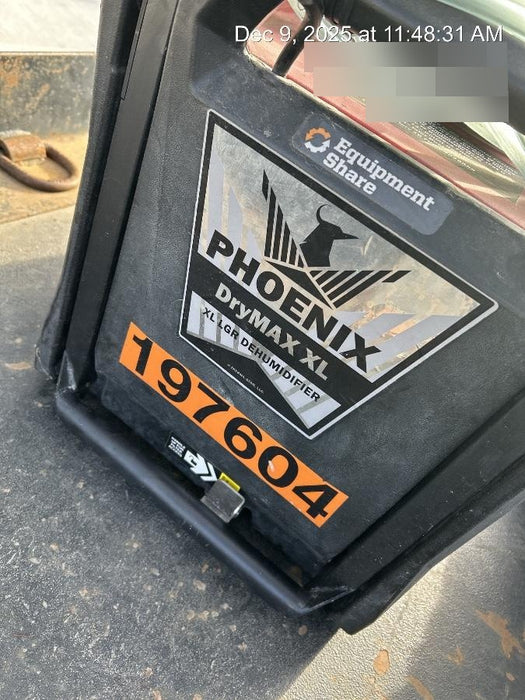 Dec 9, 2025 at 11:48:31 AM
Equipment
Share
PHOENIX
DryMAX XL
XL LGR DEHUMIDIFIER
197604